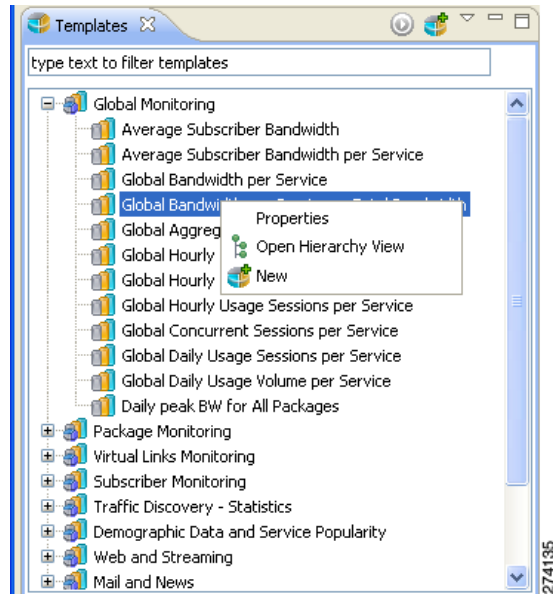 Templates
type text to filter templates
Global Monitoring
Average Subscriber Bandwidth
Average Subscriber Bandwidth per Service
Global Bandwidth per Service
Global Bandwidth
Properties
Global Aggreg
Open Hierarchy View
Global Hourly
New
Global Hourly
Global Hourly Usage Sessions per Service
Global Concurrent Sessions per Service
Global Daily Usage Sessions per Service
Global Daily Usage Volume per Service
Daily peak BW for All Packages
Package Monitoring
Virtual Links Monitoring
Subscriber Monitoring
Traffic Discovery - Statistics
Demographic Data and Service Popularity
Web and Streaming
Mail and News
274135